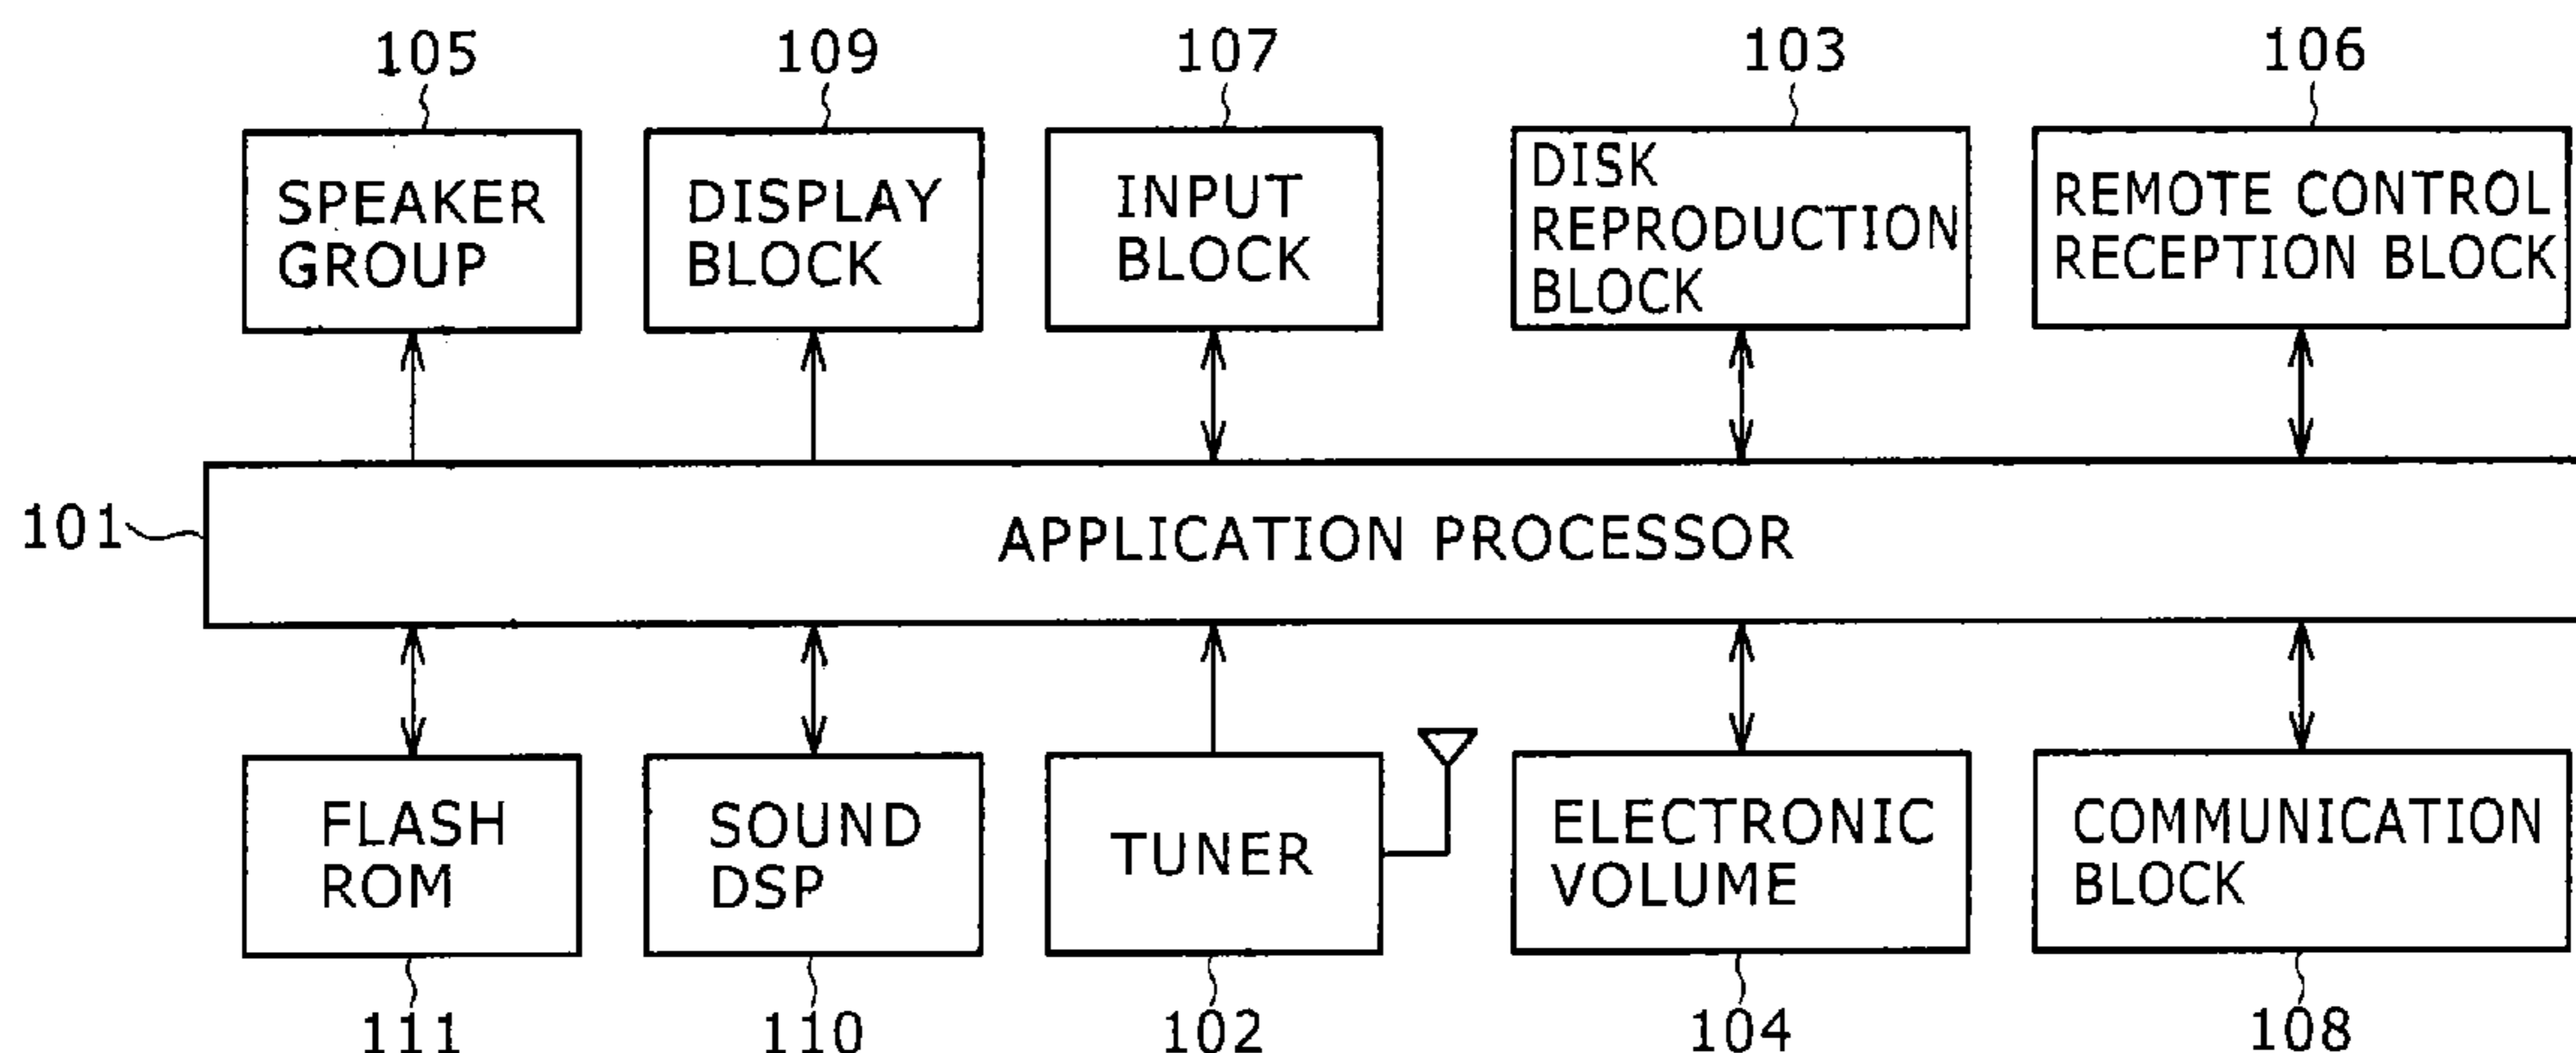 105
109
107
103
106
SPEAKER
GROUP
DISPLAY
BLOCK
INPUT
BLOCK
DISK
REPRODUCTION
BLOCK
REMOTE CONTROL
RECEPTION BLOCK
101
APPLICATION PROCESSOR
FLASH
ROM
SOUND
DSP
TUNER
ELECTRONIC
VOLUME
COMMUNICATION
BLOCK
111
110
102
104
108